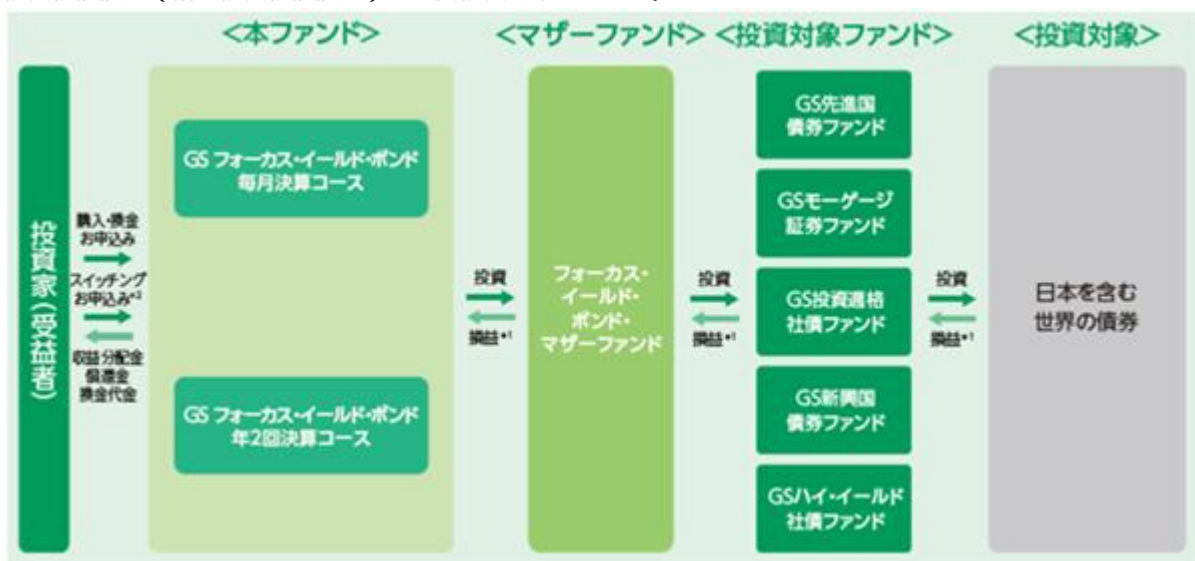 <本ファンド>
<マザーファンド>
<投資対象ファンド>
<投資対象>
投資家(受益者)
購入・換金
お申込み
スイッチング
お申込み*2
収益分配金
償還金
換金代金
GS フォーカス・イールド・ボンド
毎月決算コース
GS フォーカス・イールド・ボンド
年2回決算コース
投資
損益*1
フォーカス・
イールド・
ボンド・
マザーファンド
投資
損益*1
GS先進国
債券ファンド
GSモーゲージ
証券ファンド
GS投資適格
社債ファンド
GS新興国
債券ファンド
GSハイ・イールド
社債ファンド
投資
損益*1
日本を含む
世界の債券